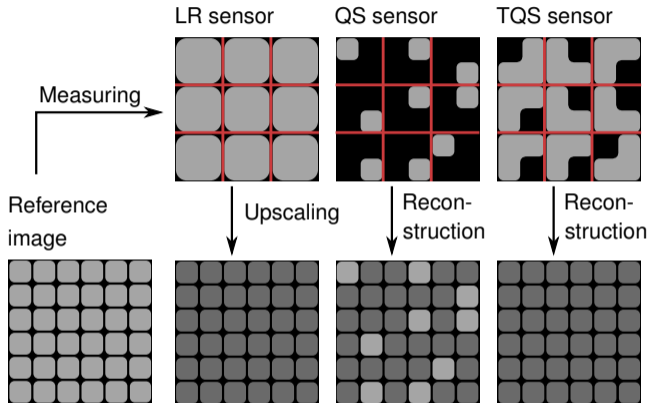 LR sensor
QS sensor
TQS sensor
Measuring
Reference
image
Upscaling
Recon-
struction
Recon-
struction